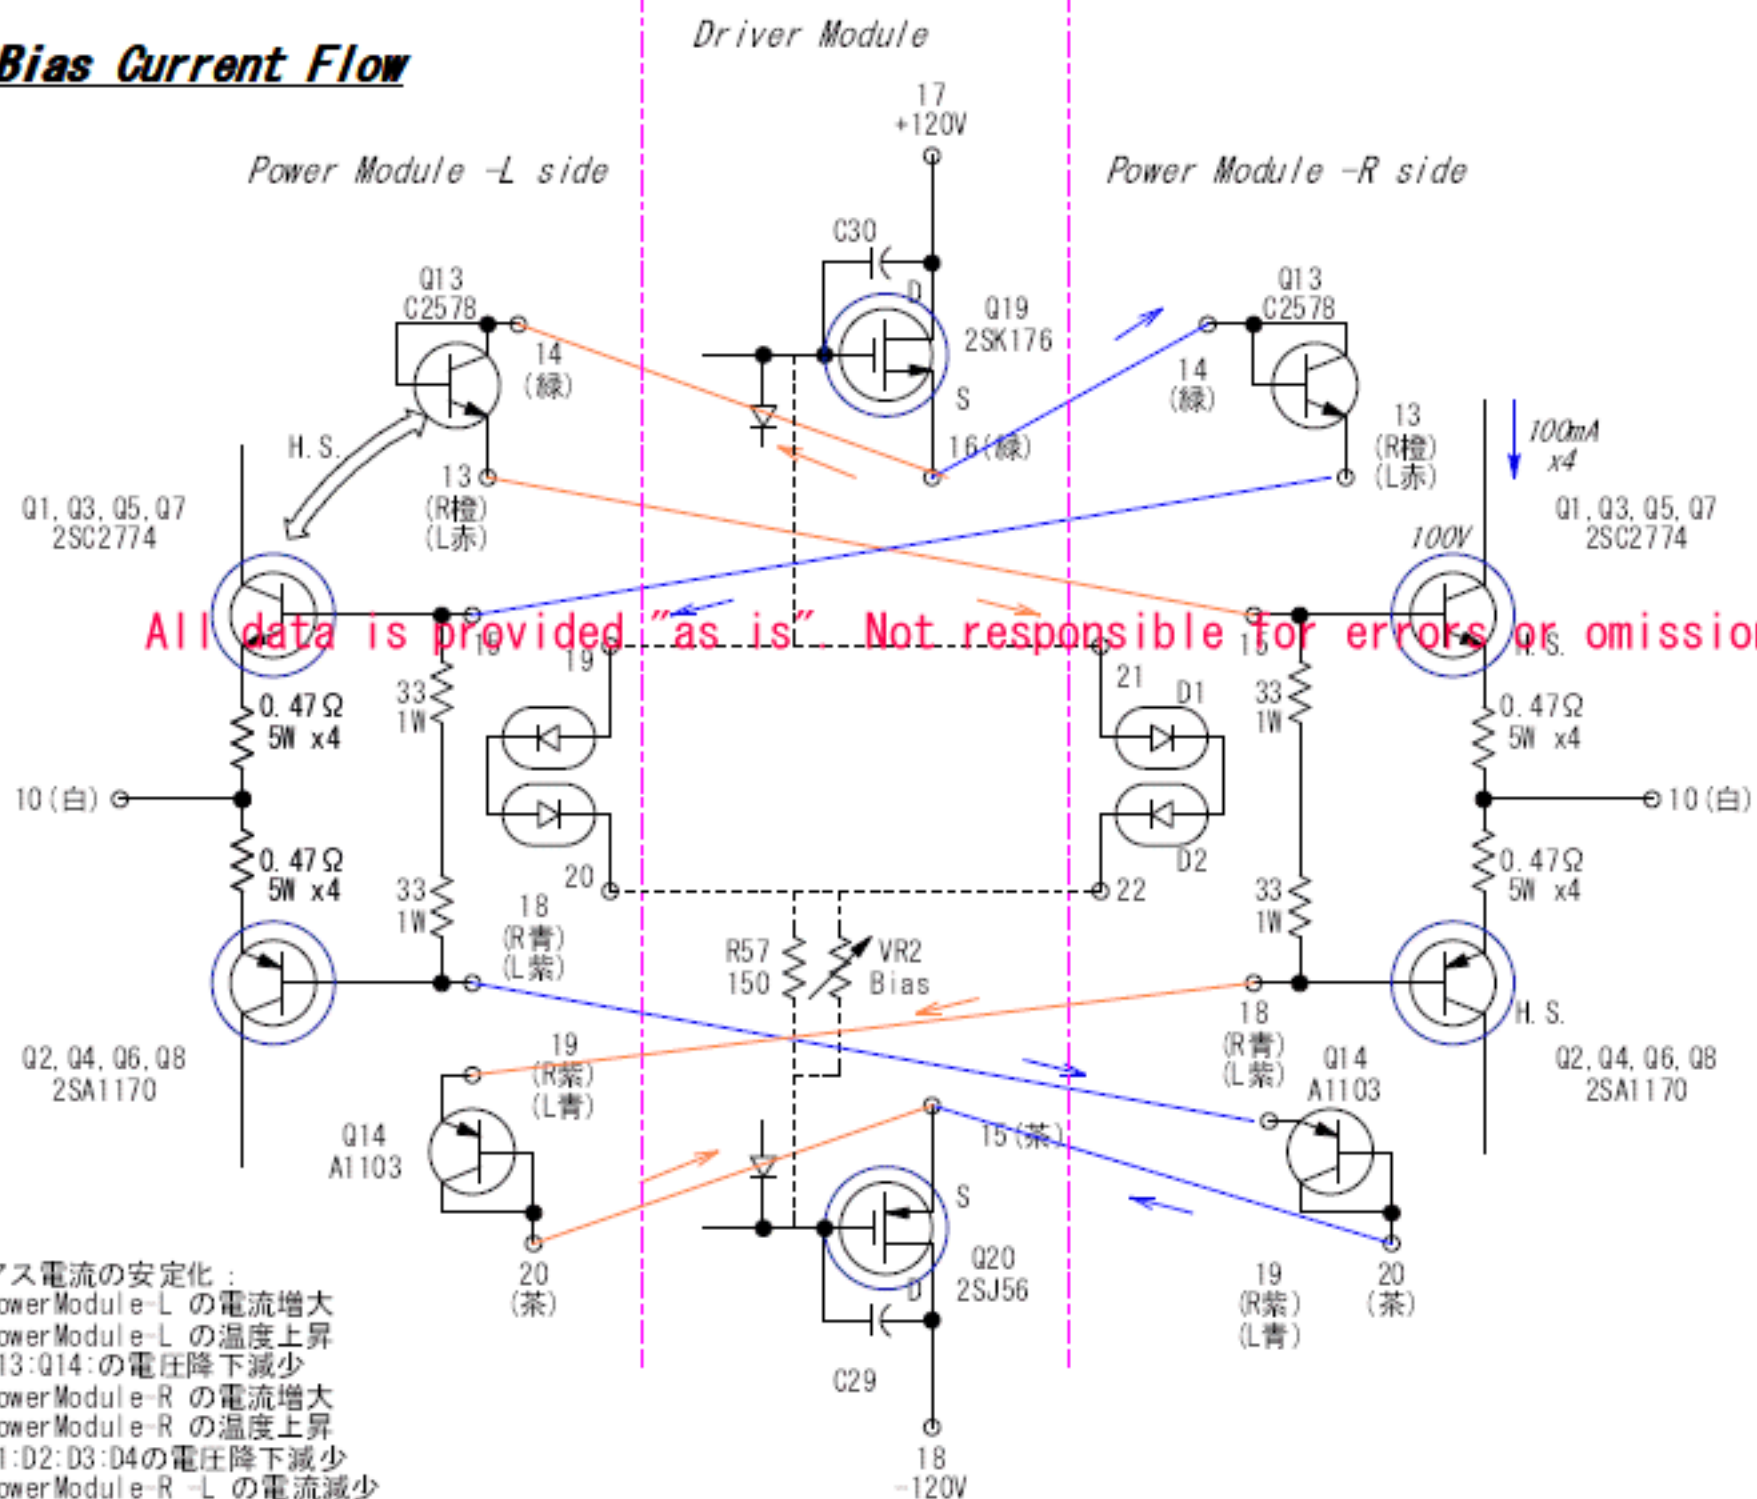 Bias Current Flow
Driver Module
Power Module -L side
Power Module -R side
17
+120V
C30
D
Q19
2SK176
S
16(緑)
Q13
C2578
14
(緑)
H.S.
13
(R橙)
(L赤)
Q13
C2578
14
(緑)
13
(R橙)
(L赤)
100mA
x4
Q1,Q3,Q5,Q7
2SC2774
100V
Q1,Q3,Q5,Q7
2SC2774
All data is provided "as is". Not responsible for errors or omission
15
19
15
H.S.
21
D1
33
1W
0.47Ω
5W x4
33
1W
0.47Ω
5W x4
10(白)
10(白)
0.47Ω
5W x4
33
1W
20
22
D2
33
1W
0.47Ω
5W x4
18
(R青)
(L紫)
R57
150
VR2
Bias
18
(R青)
(L紫)
H.S.
Q2,Q4,Q6,Q8
2SA1170
19
(R紫)
(L青)
Q14
A1103
Q2,Q4,Q6,Q8
2SA1170
Q14
A1103
15(茶)
S
Q20
2SJ56
D
C29
18
-120V
20
(茶)
19
(R紫)
(L青)
20
(茶)
アス電流の安定化:
owerModule-L の電流増大
owerModule-L の温度上昇
13:Q14:の電圧降下減少
owerModule-R の電流増大
owerModule-R の温度上昇
1:D2:D3:D4の電圧降下減少
owerModule-R -L の電流減少